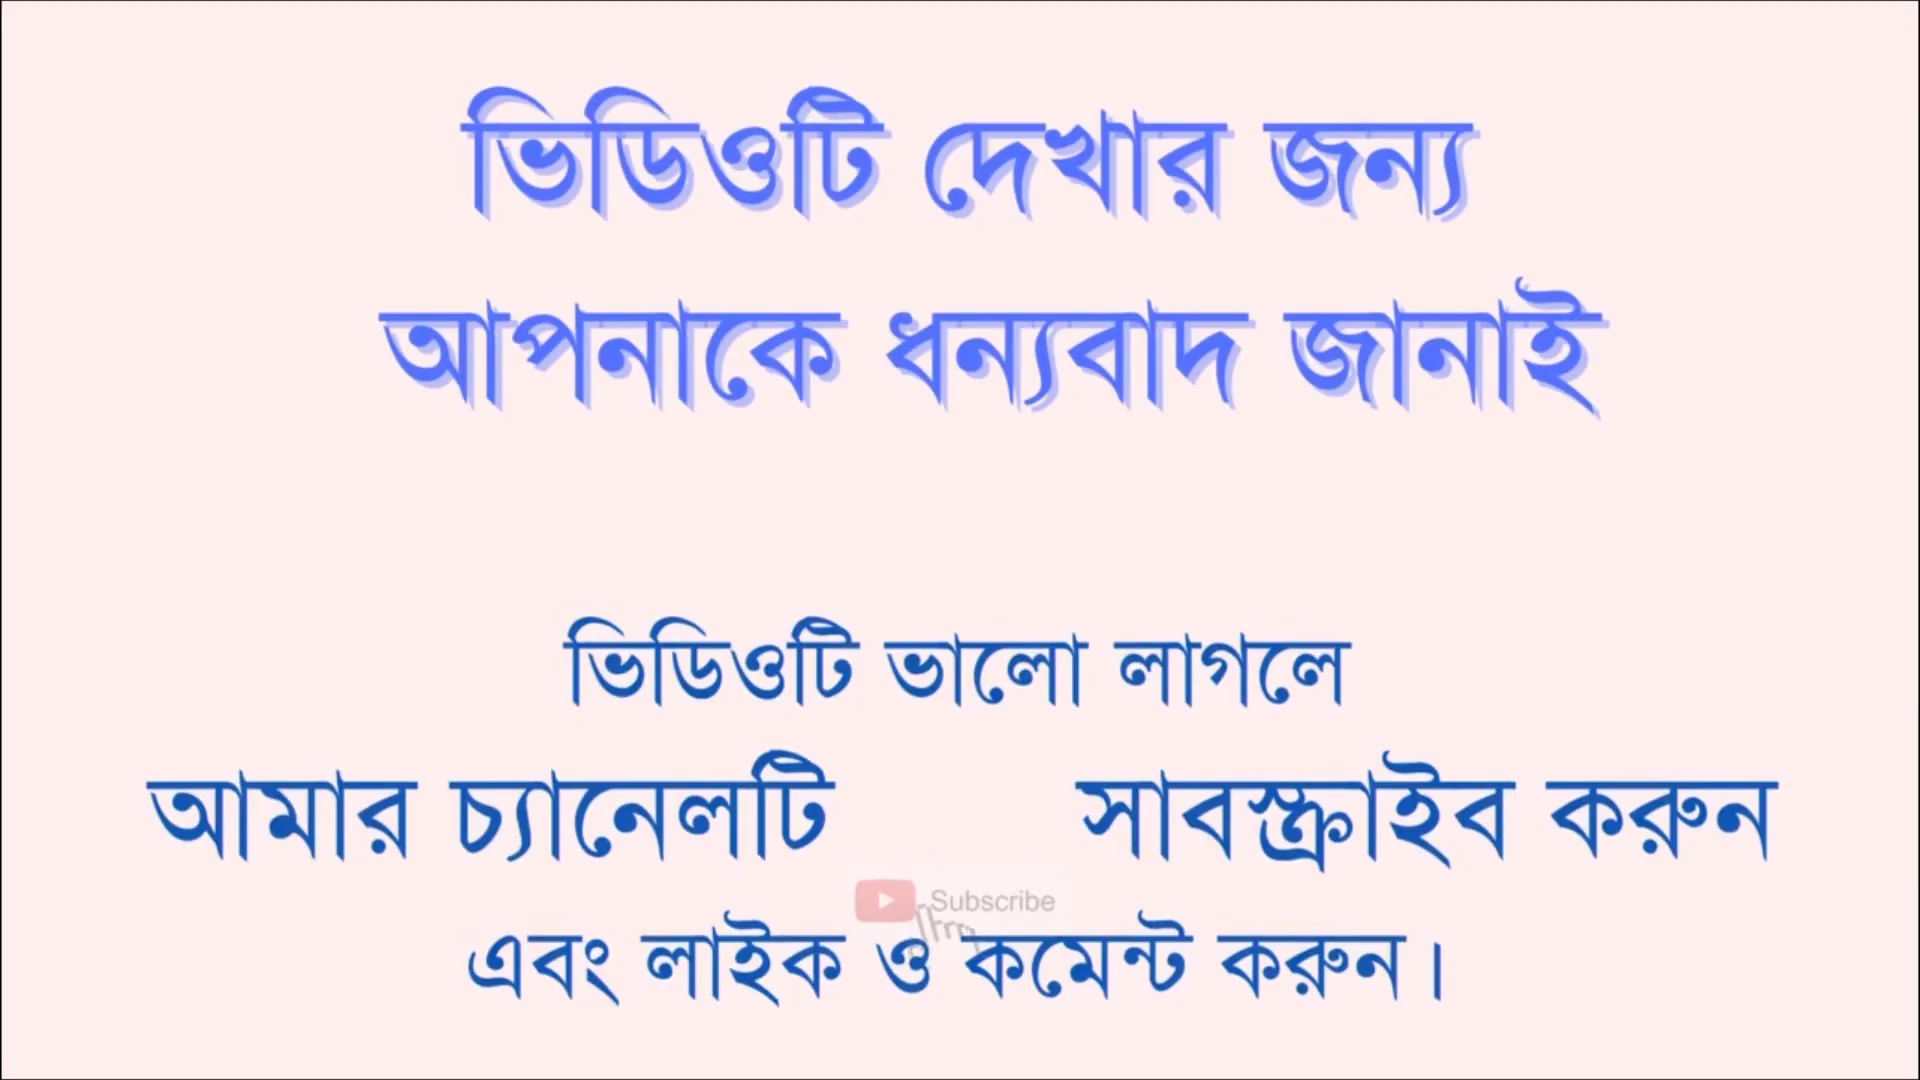 ভিডিওটি দেখার জন্য
আপনাকে ধন্যবাদ জানাই
ভিডিওটি ভালো লাগলে
আমার চ্যানেলটি সাবস্ক্রাইব করুন
Subscribe
এবং লাইক ও কমেন্ট করুন।